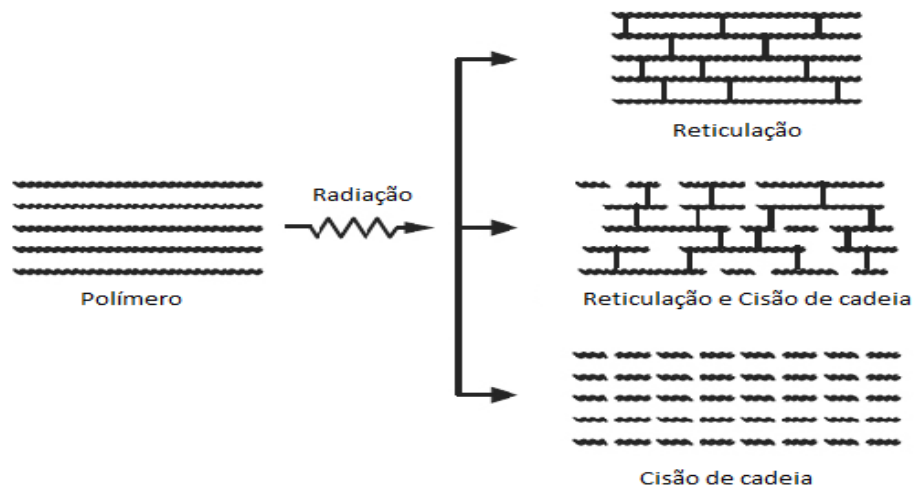 Reticulação
Radiação
Polímero
Reticulação e Cisão de cadeia
Cisão de cadeia